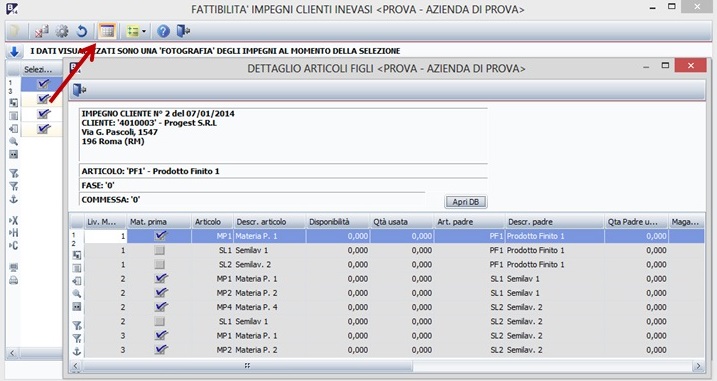 FATTIBILITA' IMPEGNI CLIENTI INEVASI <PROVA - AZIENDA DI PROVA>
I DATI VISUALIZZATI SONO UNA 'FOTOGRAFIA' DEGLI IMPEGNI AL MOMENTO DELLA SELEZIONE
Selezi...
DETTAGLIO ARTICOLI FIGLI <PROVA - AZIENDA DI PROVA>
IMPEGNO CLIENTE N° 2 del 07/01/2014
CLIENTE: '4010003' - Progest S.R.L
Via G. Pascoli, 1547
196 Roma (RM)
ARTICOLO: 'PF1' - Prodotto Finito 1
FASE: '0'
COMMESSA: '0'
Apri DB
Liv. M... Mat. prima Articolo Descr. articolo Disponibilità Qtà usata Art. padre Descr. padre Qta Padre u... Maga...
1 MP1 Materia P. 1 0,000 0,000 PF1 Prodotto Finito 1 0,000
1 SL1 Semilav 1 0,000 0,000 PF1 Prodotto Finito 1 0,000
1 SL2 Semilav. 2 0,000 0,000 PF1 Prodotto Finito 1 0,000
2 MP1 Materia P. 1 0,000 0,000 SL1 Semilav 1 0,000
2 MP2 Materia P. 2 0,000 0,000 SL1 Semilav 1 0,000
2 MP4 Materia P. 4 0,000 0,000 SL2 Semilav. 2 0,000
2 SL1 Semilav 1 0,000 0,000 SL2 Semilav. 2 0,000
3 MP1 Materia P. 1 0,000 0,000 SL1 Semilav 1 0,000
3 MP2 Materia P. 2 0,000 0,000 SL1 Semilav 1 0,000